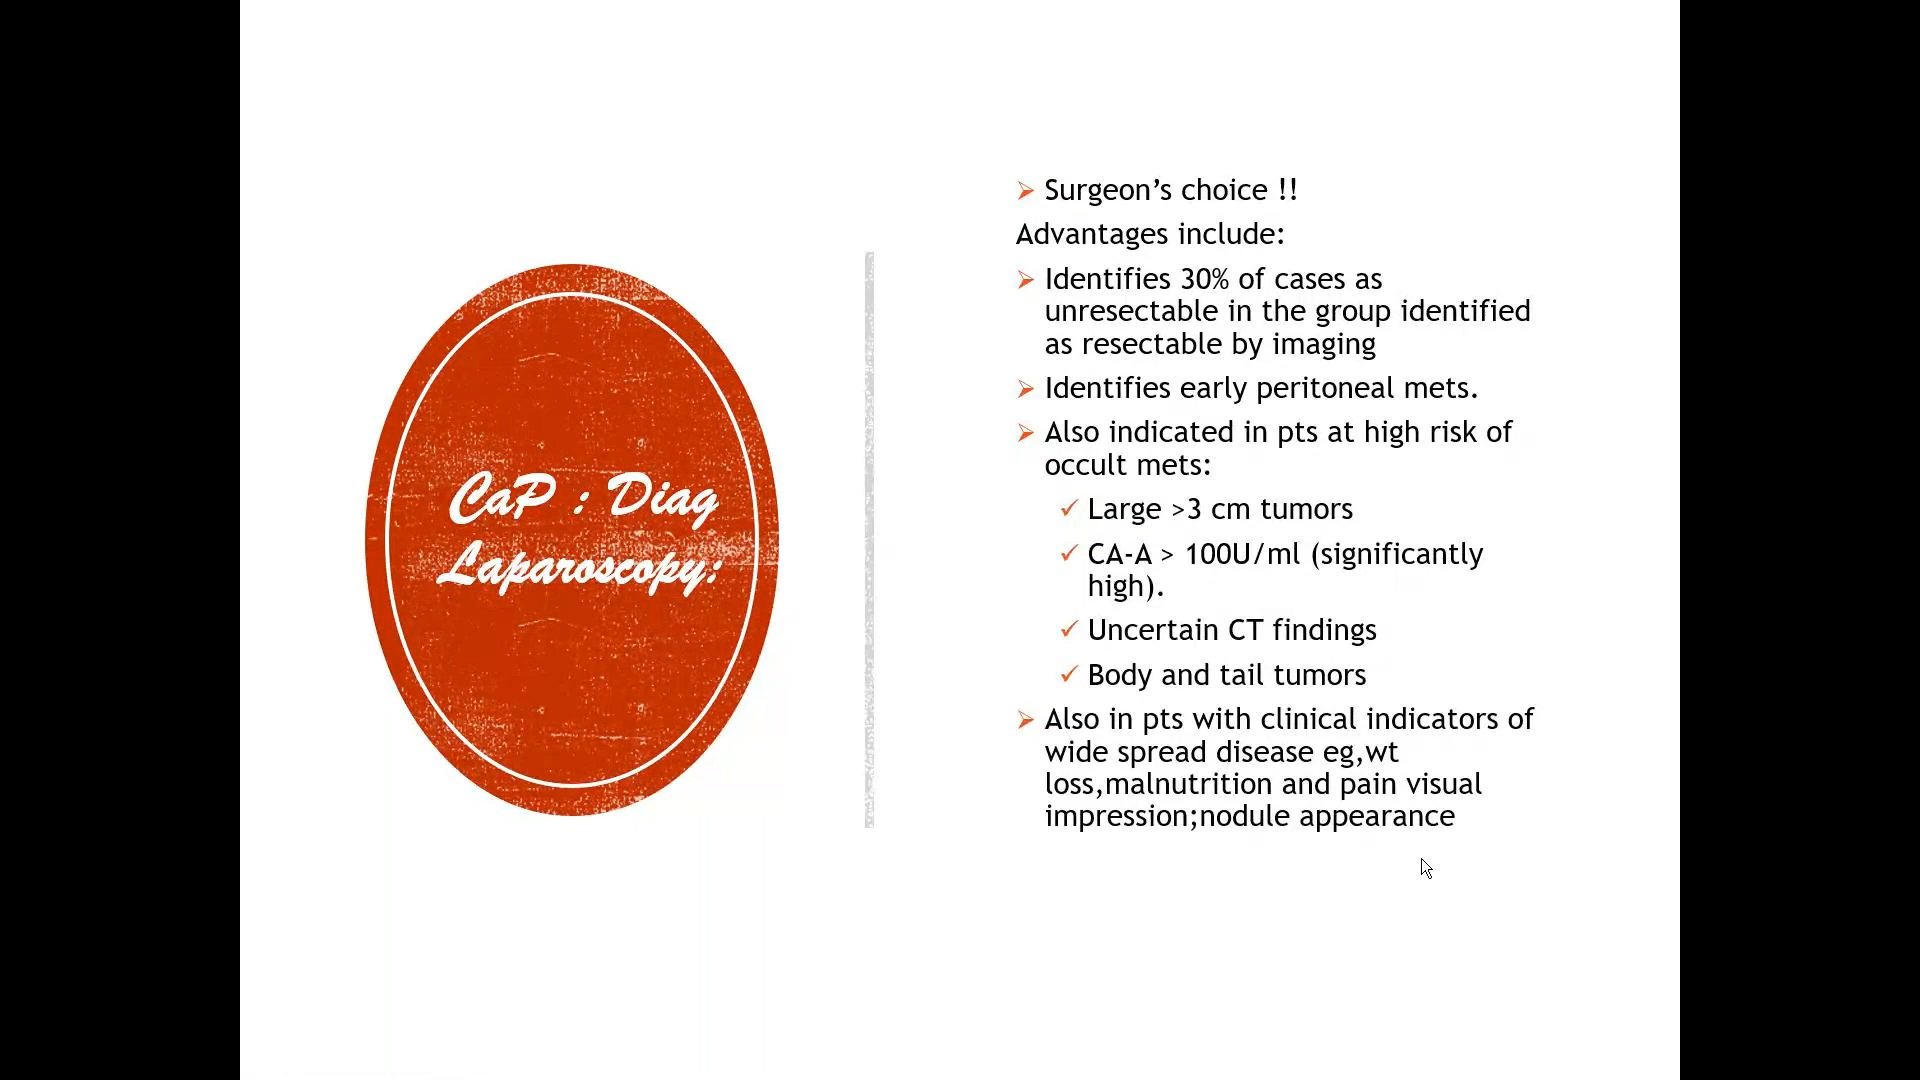 CaP : Diag
Laparoscopy:
Surgeon’s choice !!
Advantages include:
Identifies 30% of cases as
unresectable in the group identified
as resectable by imaging
Identifies early peritoneal mets.
Also indicated in pts at high risk of
occult mets:
Large >3 cm tumors
CA-A > 100U/ml (significantly
high).
Uncertain CT findings
Body and tail tumors
Also in pts with clinical indicators of
wide spread disease eg,wt
loss,malnutrition and pain visual
impression;nodule appearance